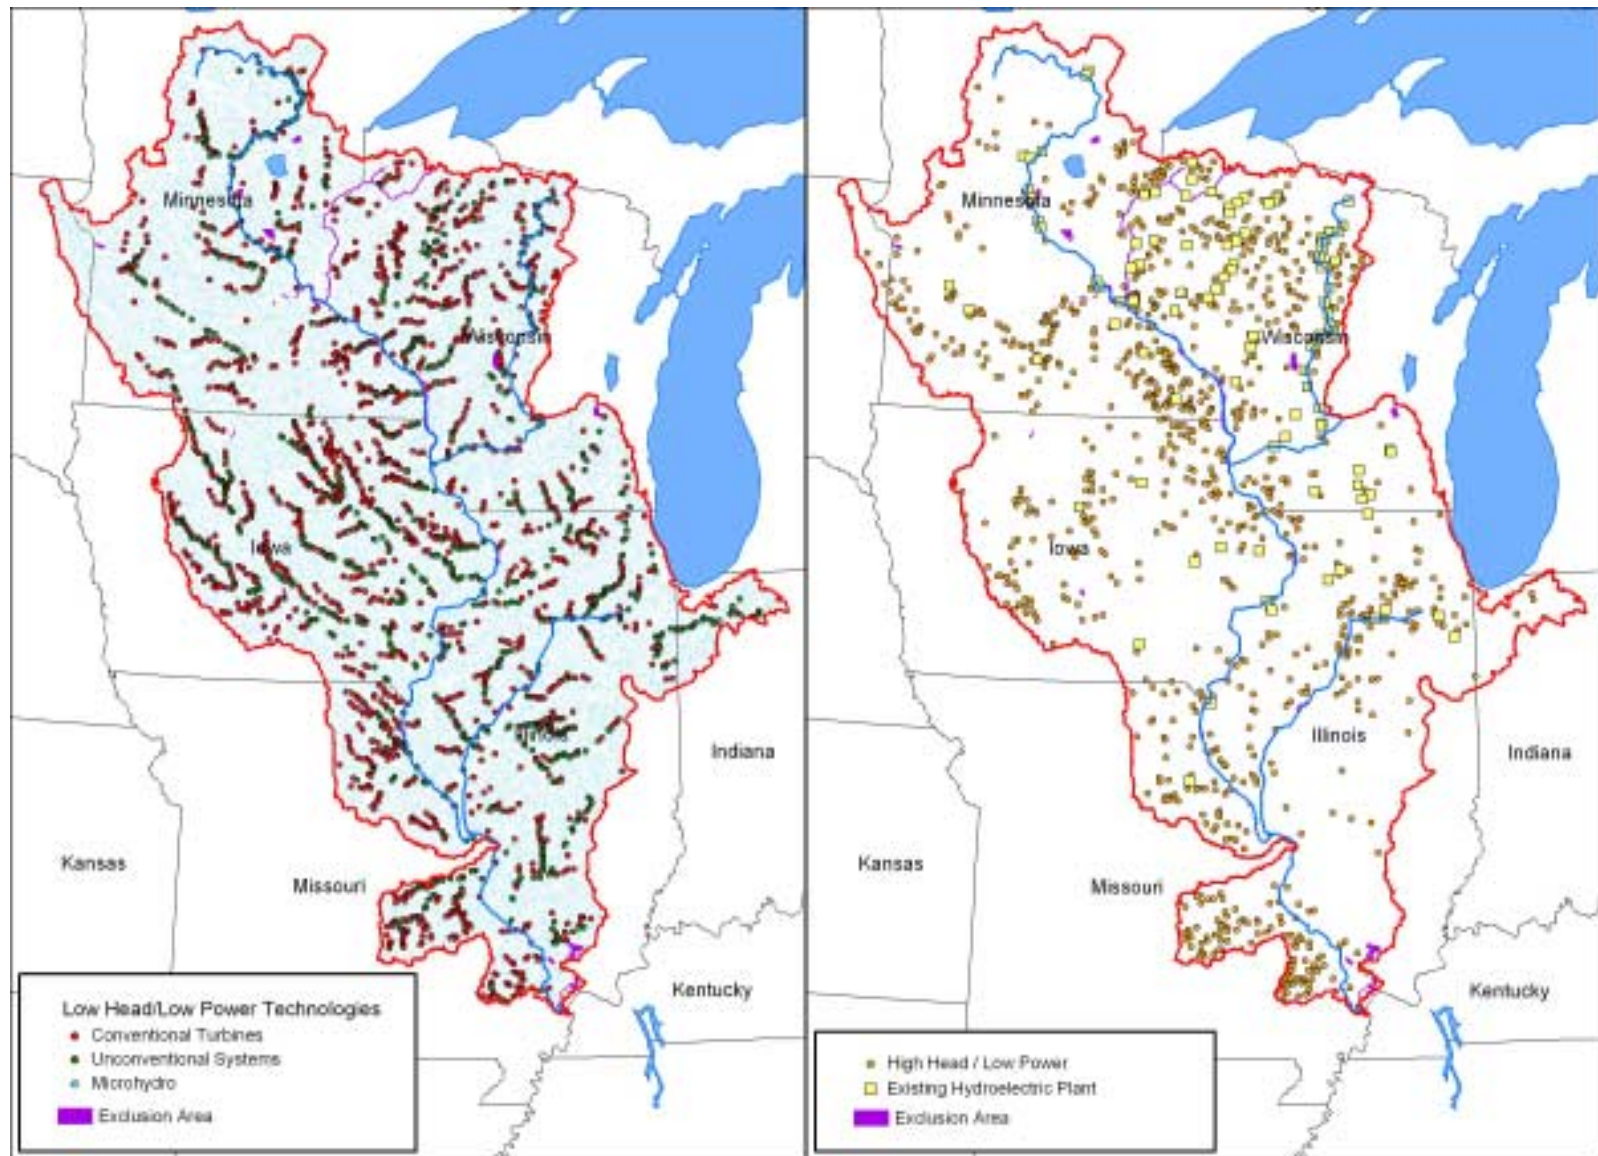 Minnesota
Wisconsin
Iowa
Illinois
Indiana
Kansas
Missouri
Kentucky
Low Head/Low Power Technologies
Conventional Turbines
Unconventional Systems
Microhydro
Exclusion Area
Minnesota
Wisconsin
Iowa
Illinois
Indiana
Kansas
Missouri
Kentucky
High Head / Low Power
Existing Hydroelectric Plant
Exclusion Area